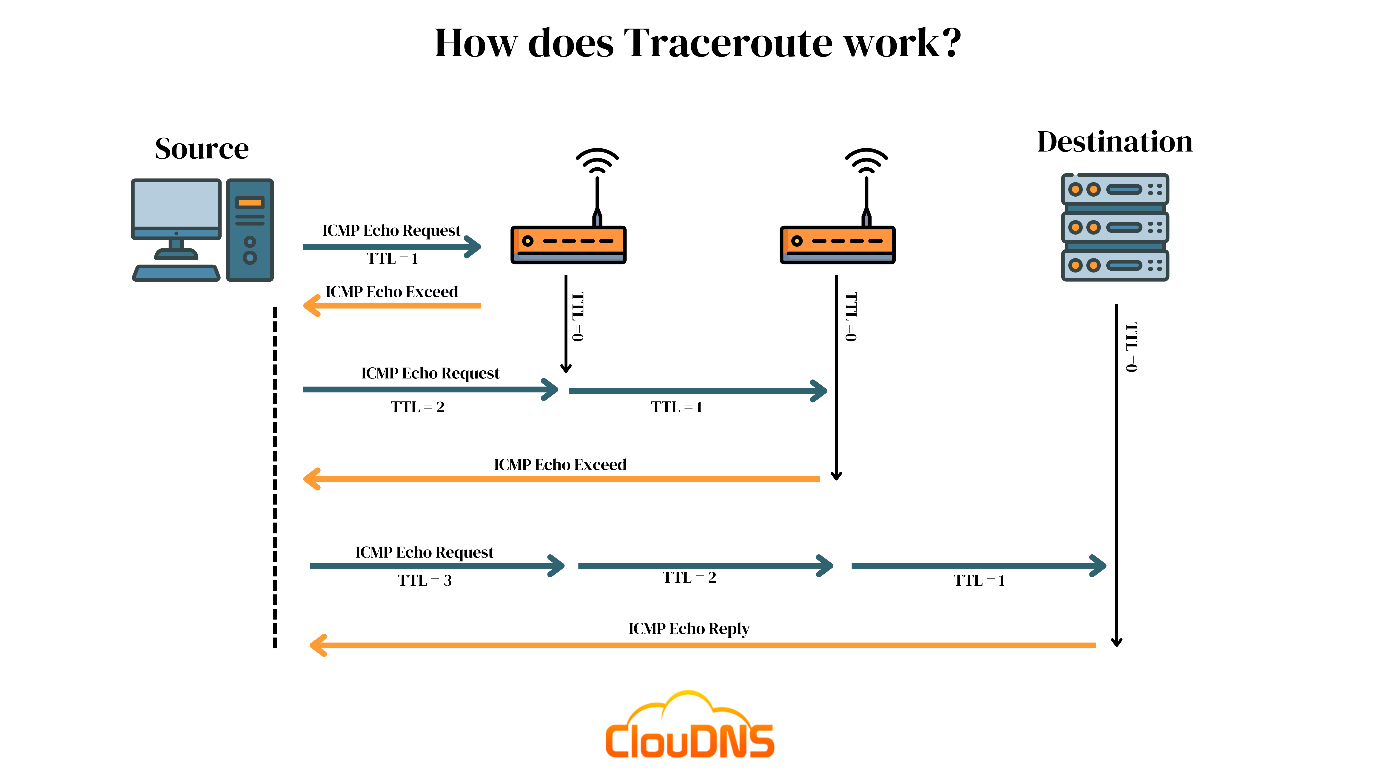 How does Traceroute work?
Source
Destination
ICMP Echo Request
TTL = 1
ICMP Echo Exceed
TTL =0
TTL =0
TTL =0
ICMP Echo Request
TTL = 2
TTL = 1
ICMP Echo Exceed
ICMP Echo Request
TTL = 3
TTL = 2
TTL = 1
ICMP Echo Reply
ClouDNS